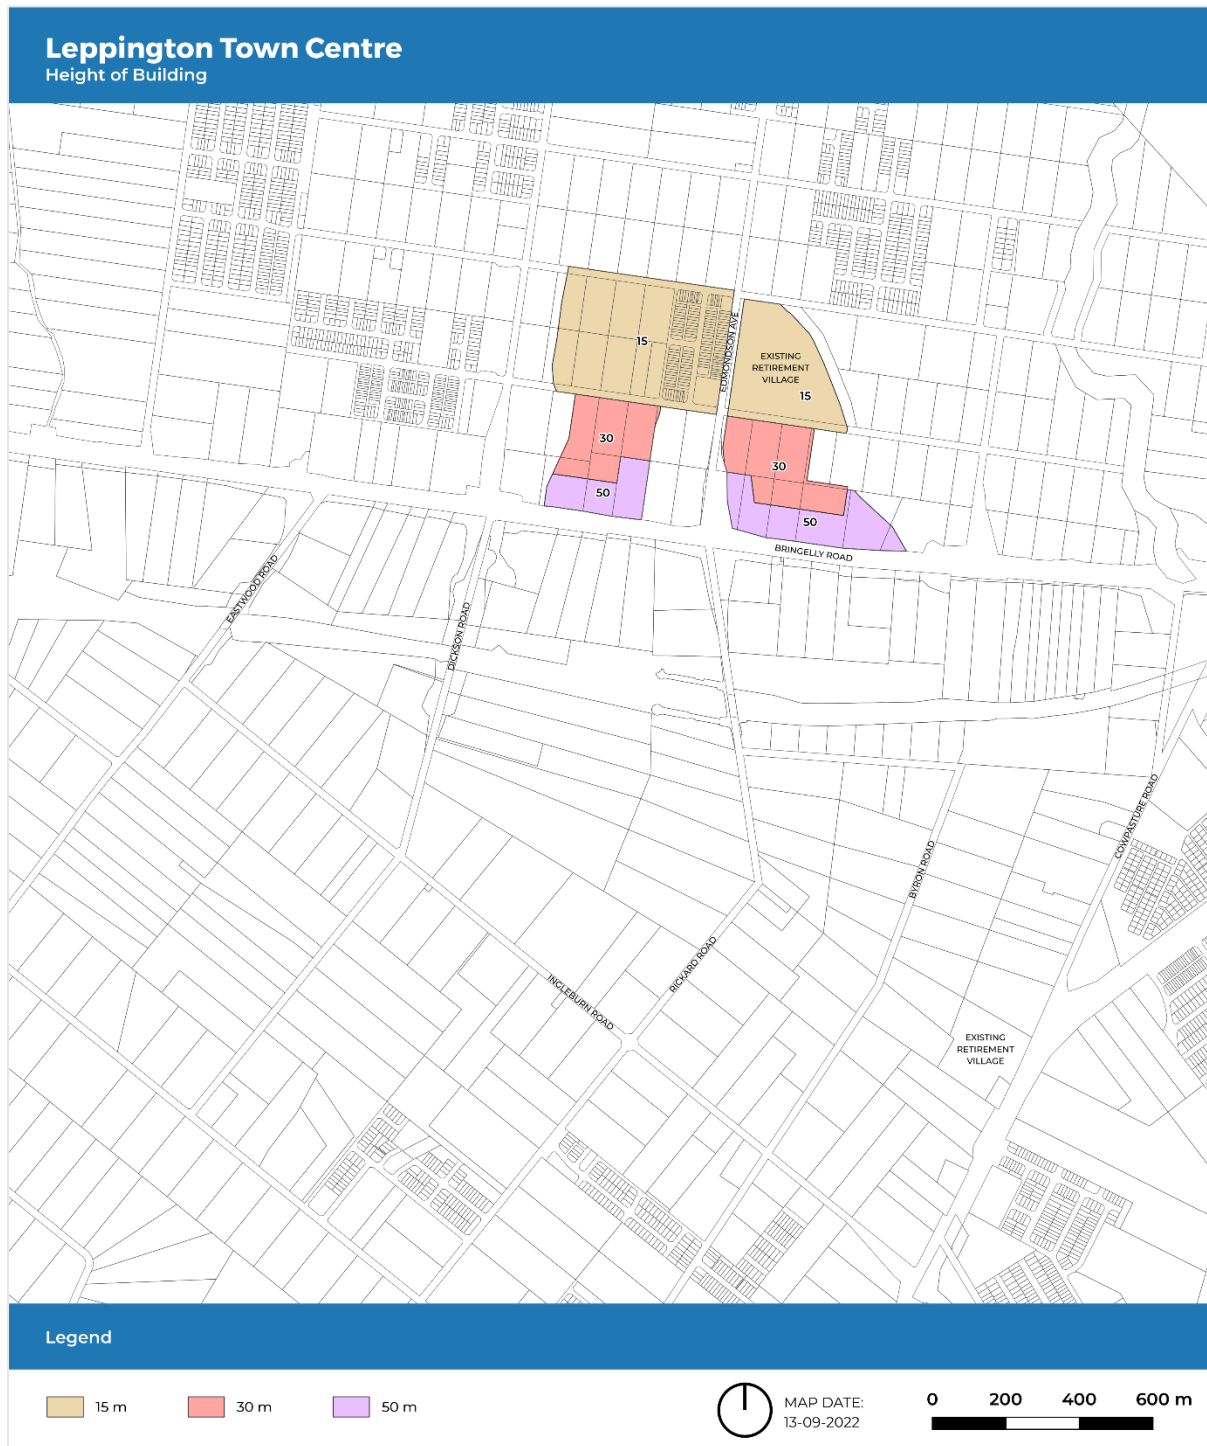 Leppington Town Centre
Height of Building
15
EDMONDSON AVE
EXISTING
RETIREMENT
VILLAGE
15
30
30
50
50
BRINGELLY ROAD
EASTWOOD ROAD
DICKSON ROAD
COWPASTURE ROAD
BYRON ROAD
RICKARD ROAD
INGLEBURN ROAD
EXISTING
RETIREMENT
VILLAGE
Legend
15 m
30 m
50 m
MAP DATE:
13-09-2022
0 200 400 600 m